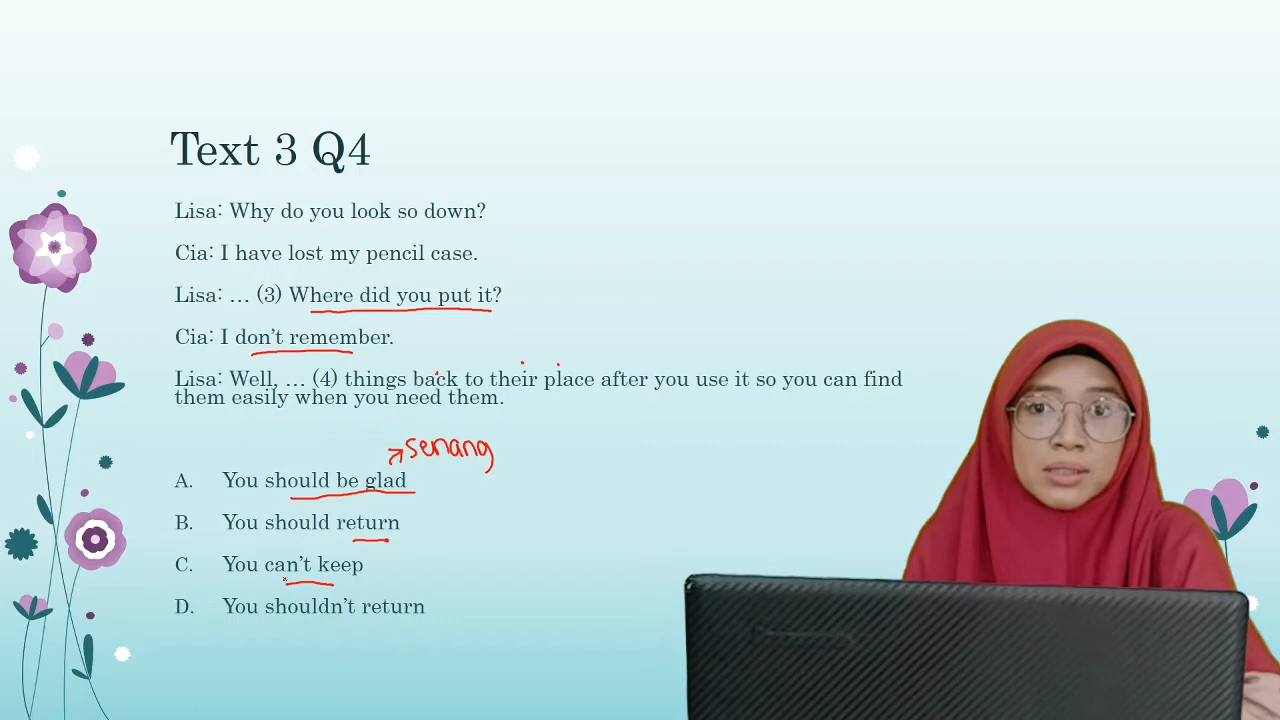 Text 3 Q4
Lisa: Why do you look so down?
Cia: I have lost my pencil case.
Lisa: … (3) Where did you put it?
Cia: I don't remember.
Lisa: Well, … (4) things back to their place after you use it so you can find
them easily when you need them.
→senang
A. You should be glad
B. You should return
C. You can't keep
D. You shouldn't return